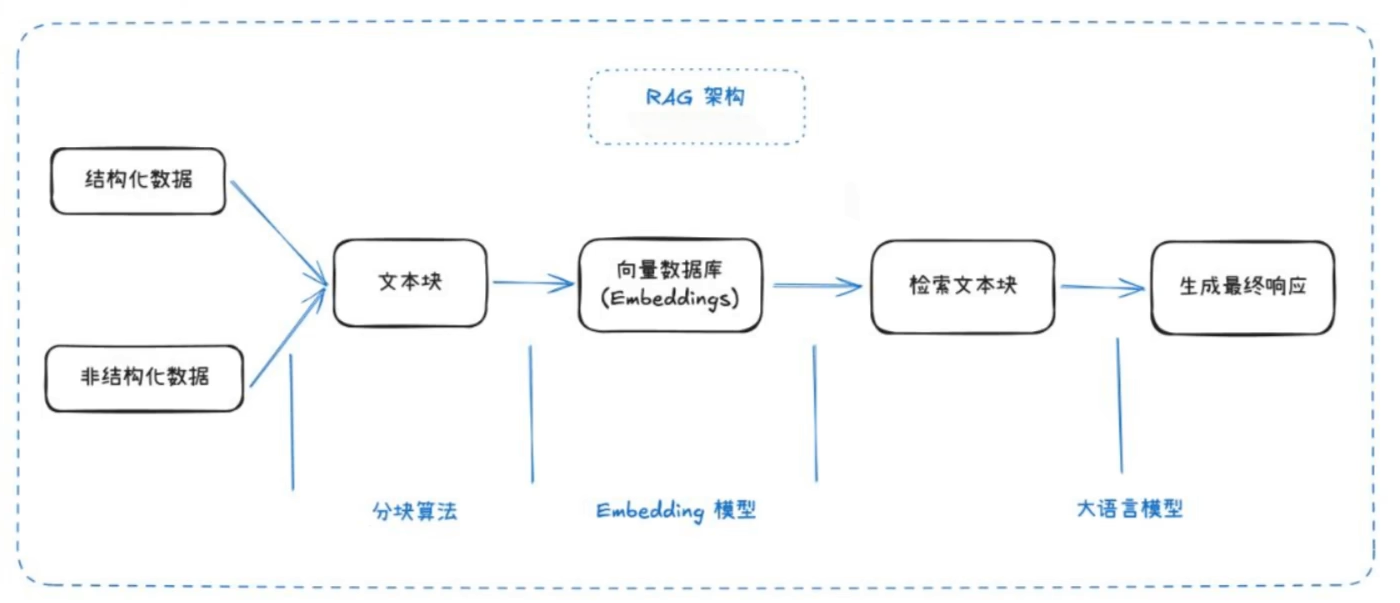 RAG 架构
结构化数据
非结构化数据
文本块
向量数据库
(Embeddings)
检索文本块
生成最终响应
分块算法
Embedding 模型
大语言模型